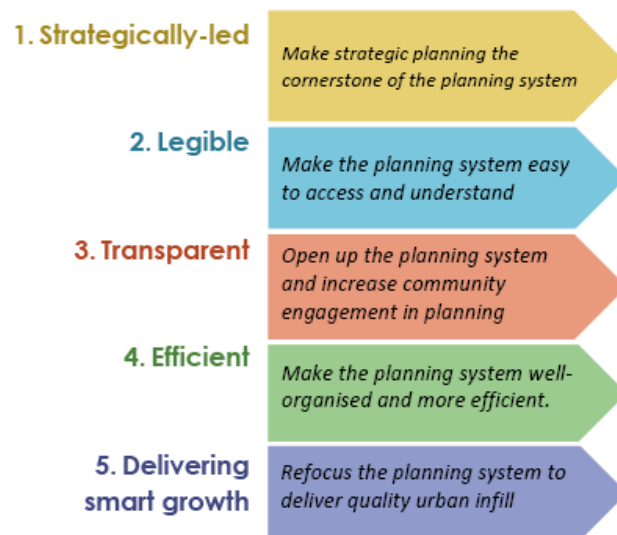 1. Strategically-led
Make strategic planning the
cornerstone of the planning system
2. Legible
Make the planning system easy
to access and understand
3. Transparent
Open up the planning system
and increase community
engagement in planning
4. Efficient
Make the planning system well-
organised and more efficient.
5. Delivering
smart growth
Refocus the planning system to
deliver quality urban infill